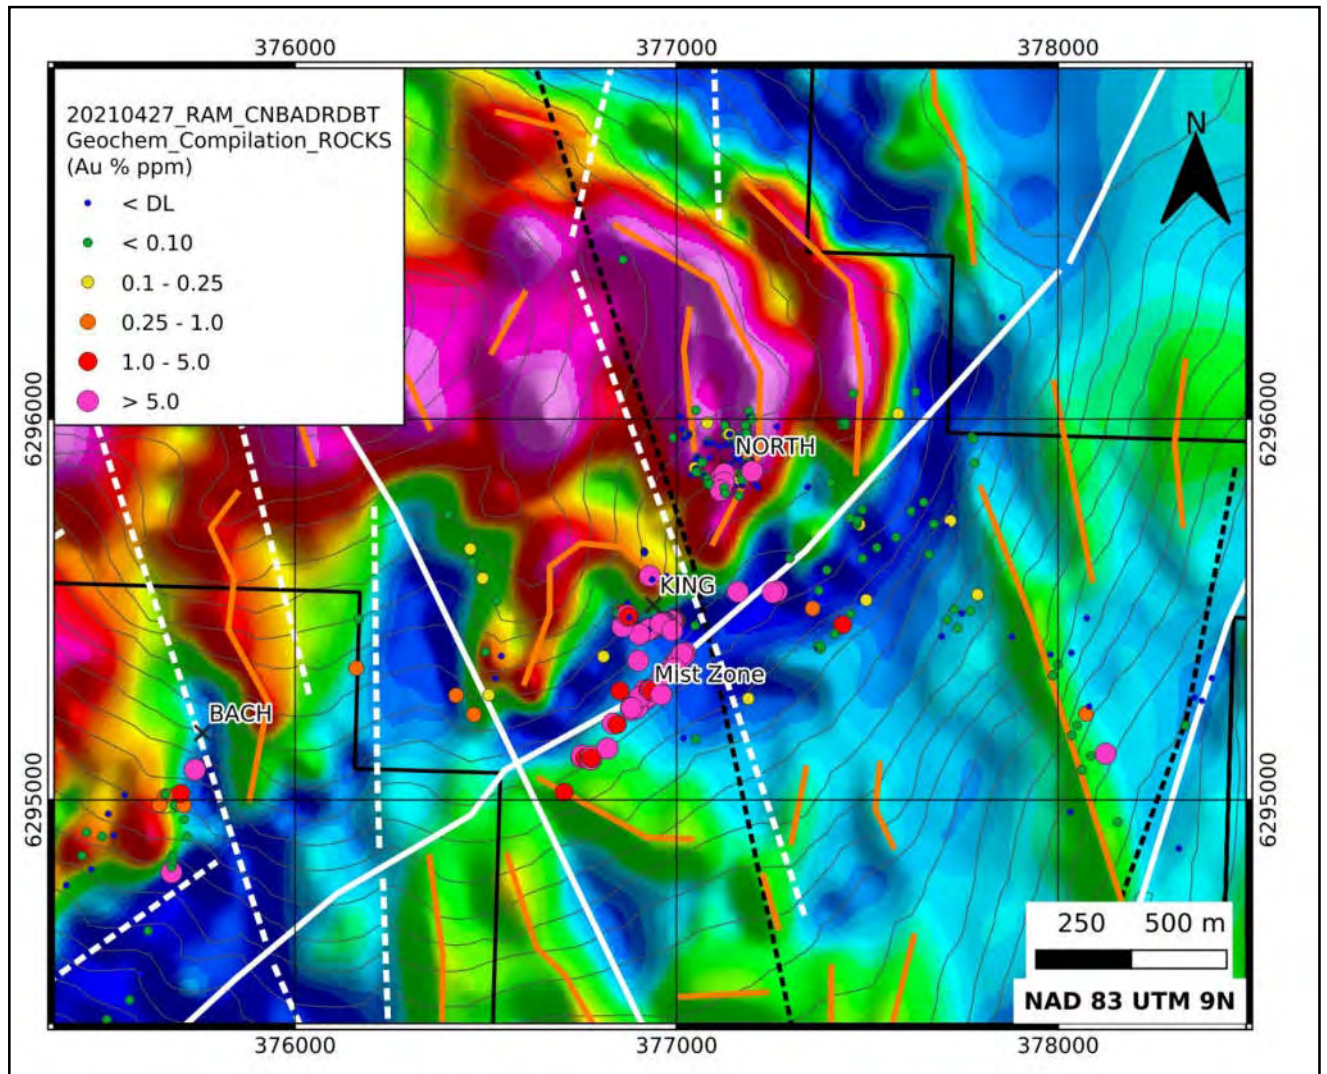 376000
377000
378000
20210427_RAM_CNBADRDBT
Geochem_Compilation_ROCKS
(Au % ppm)
< DL
< 0.10
0.1 - 0.25
0.25 - 1.0
1.0 - 5.0
> 5.0
N
6296000
6296000
NORTH
KING
Mist Zone
BACH
6295000
6295000
250 500 m
NAD 83 UTM 9N
376000
377000
378000